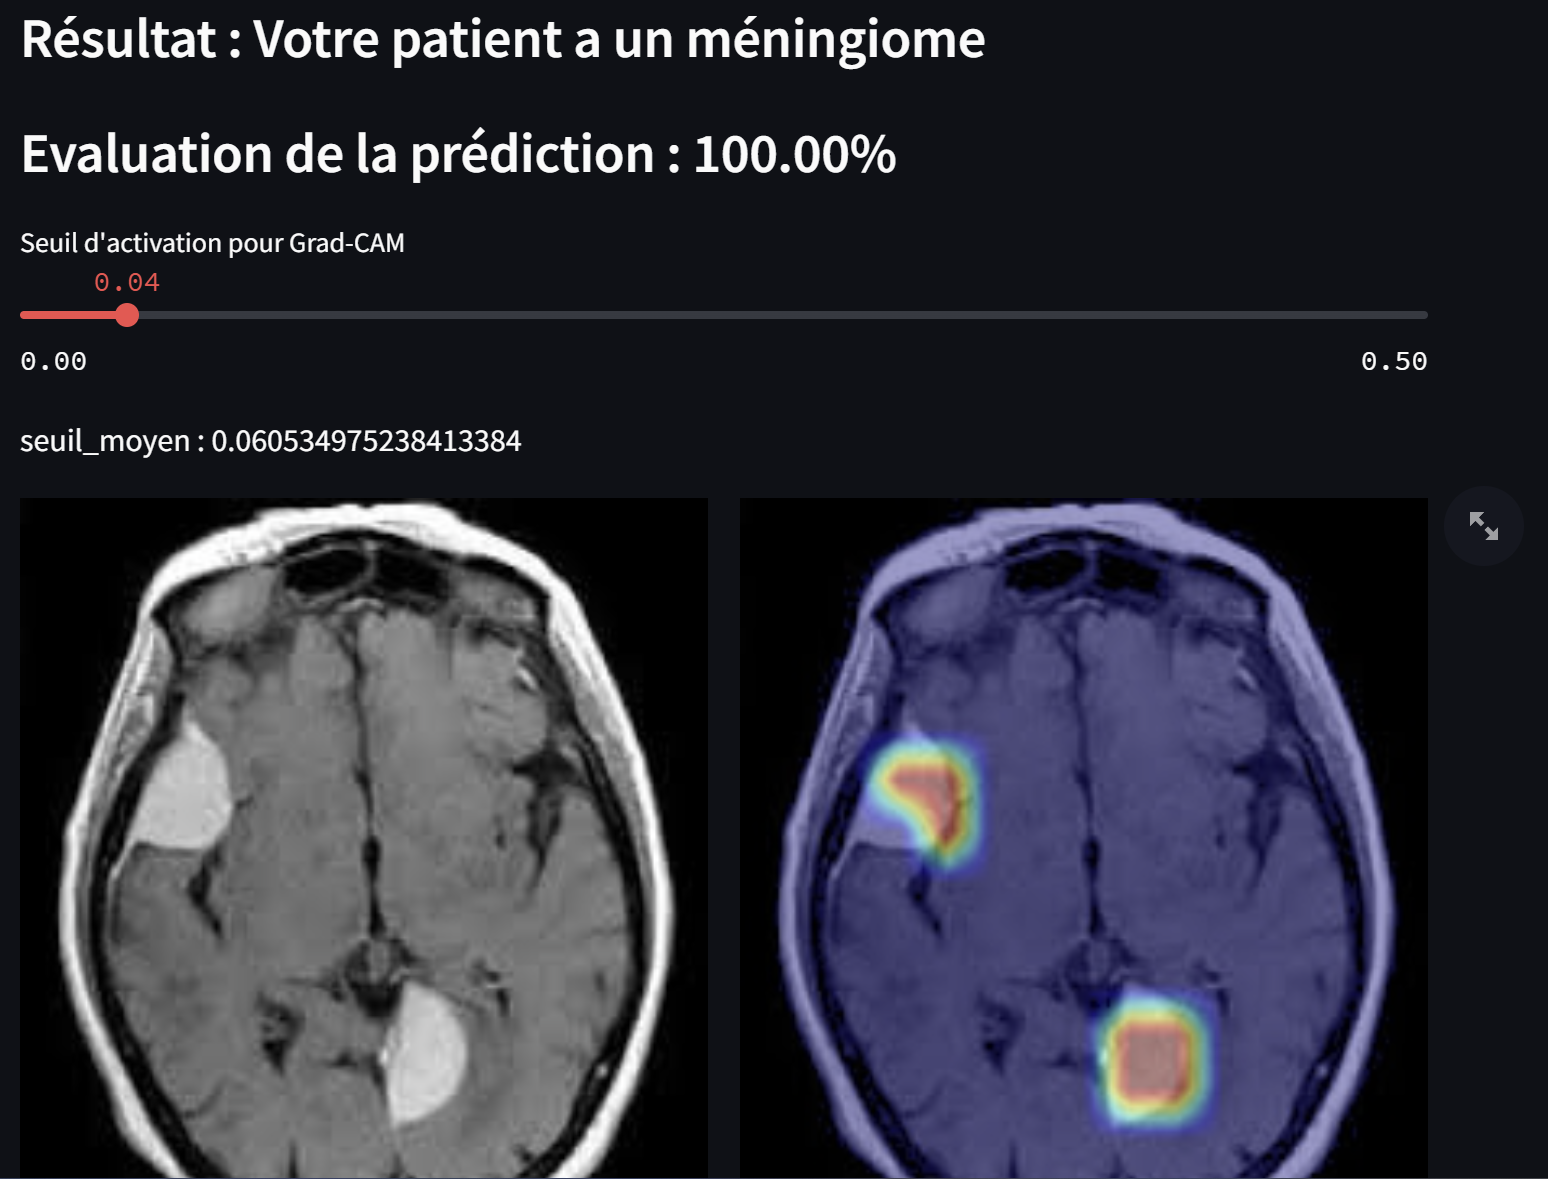 Résultat : Votre patient a un méningiome
Evaluation de la prédiction : 100.00%
Seuil d'activation pour Grad-CAM
0.04
0.00
0.50
seuil_moyen : 0.060534975238413384